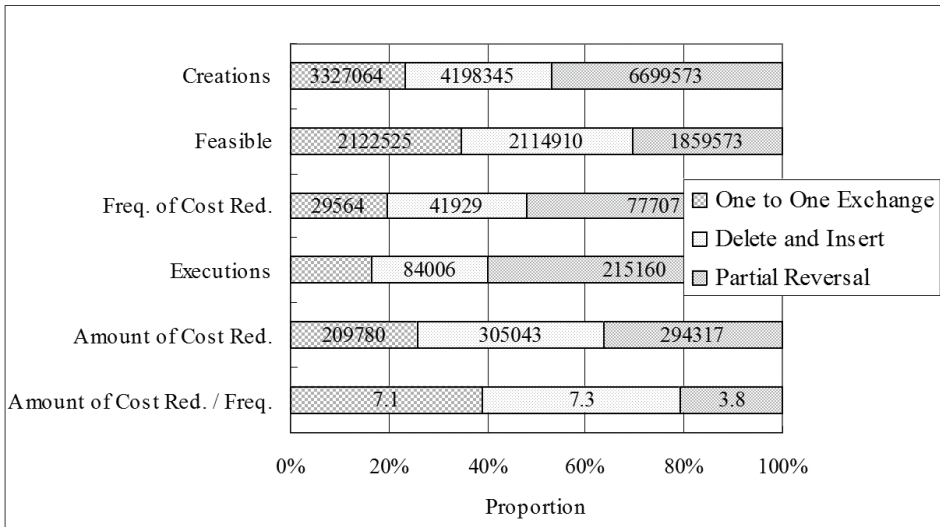 Creations
3327064 4198345 6699573
Feasible
2122525 2114910 1859573
Freq. of Cost Red.
29564 41929 77707
Executions
84006 215160
Amount of Cost Red.
209780 305043 294317
Amount of Cost Red. / Freq.
7.1 7.3 3.8
One to One Exchange
Delete and Insert
Partial Reversal
0% 20% 40% 60% 80% 100%
Proportion